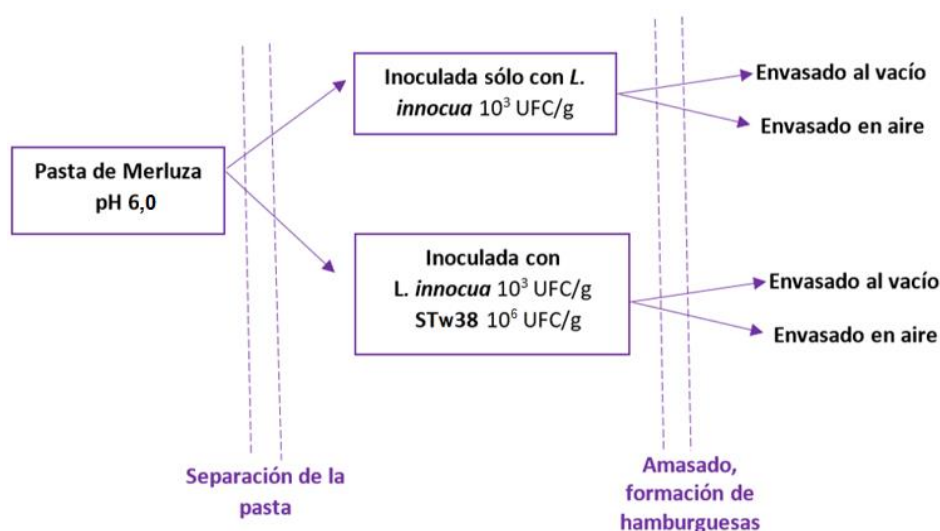 Pasta de Merluza
pH 6,0
Inoculada sólo con L.
innocua 10³ UFC/g
Envasado al vacío
Envasado en aire
Inoculada con
L. innocua 10³ UFC/g
STw38 10⁶ UFC/g
Envasado al vacío
Envasado en aire
Separación de la
pasta
Amasado,
formación de
hamburguesas